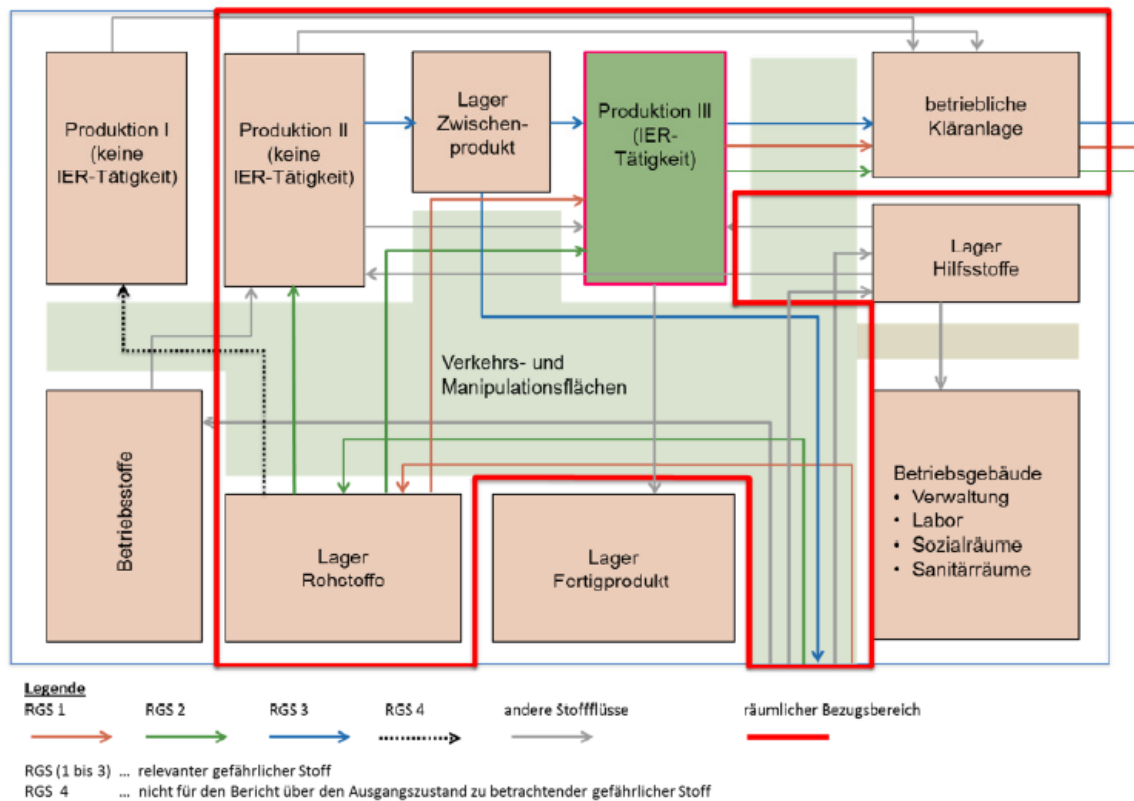 Produktion I
(keine
IER-Tätigkeit)
Produktion II
(keine
IER-Tätigkeit)
Lager
Zwischen-
produkt
Produktion III
(IER-
Tätigkeit)
betriebliche
Kläranlage
Lager
Hilfsstoffe
Verkehrs- und
Manipulationsflächen
Betriebsstoffe
Lager
Rohstoffe
Lager
Fertigprodukt
Betriebsgebäude
• Verwaltung
• Labor
• Sozialräume
• Sanitärräume
Legende
RGS 1 RGS 2 RGS 3 RGS 4 andere Stoffflüsse räumlicher Bezugsbereich
RGS (1 bis 3) ... relevanter gefährlicher Stoff
RGS 4 ... nicht für den Bericht über den Ausgangszustand zu betrachtender gefährlicher Stoff